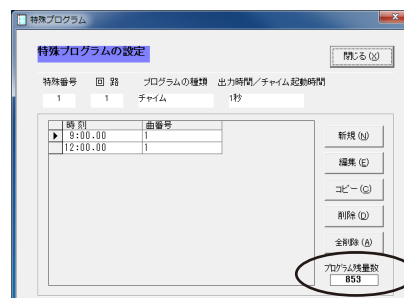 特殊プログラム
特殊プログラムの設定
閉じる(X)
特殊番号 回 路 プログラムの種類 出力時間/チャイム起動時間
1 1 チャイム 1秒
時刻 曲番号
9:00.00 1
12:00.00 1
新規(N)
編集(E)
コピー(C)
削除(D)
全削除(A)
プログラム残量数
853